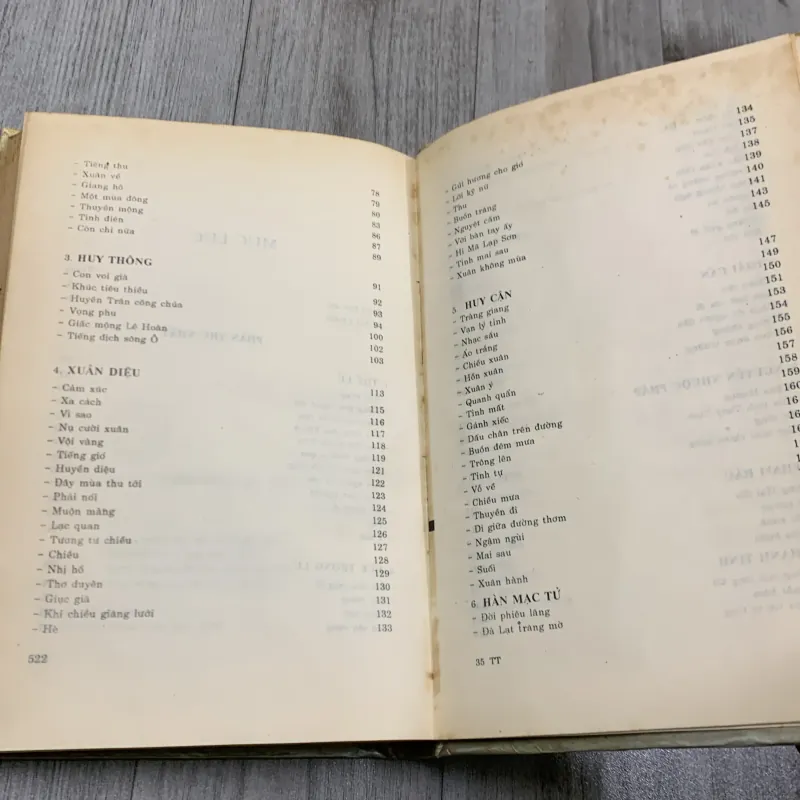 - Tiếng thu 78
- Xuân về 79
- Giang hồ 80
- Một mùa đông 83
- Thuyền mộng 86
- Tình điên 87
- Còn chi nữa 89
3. HUY THÔNG 91
- Con voi già 92
- Khúc tiêu thiều 93
- Huyền Trân công chúa 94
- Vọng phu 100
- Giấc mộng Lê Hoàn 102
- Tiếng địch sông Ô 103
4. XUÂN DIỆU 113
- Cảm xúc 115
- Xa cách 116
- Vì sao 117
- Nụ cười xuân 118
- Vội vàng 119
- Tiếng gió 121
- Huyền diệu 122
- Đây mùa thu tới 123
- Phải nói 124
- Muộn màng 125
- Lạc quan 126
- Tương tư chiều 127
- Chiều 128
- Nhị hồ 129
- Thơ duyên 130
- Giục giã 131
- Khi chiều giăng lưới 132
- Hè 133
522
- Gửi hương cho gió 134
- Lời kỹ nữ 135
- Thu 137
- Buồn trăng 138
- Nguyệt cầm 139
- Với bàn tay ấy 140
- Hi Mã Lạp Sơn 141
- Tình mai sau 143
- Xuân không mùa 145
5. HUY CẬN 147
- Tràng giang 149
- Vạn lý tình 150
- Nhạc sầu 151
- Áo trắng 153
- Chiều xuân 154
- Hồn xuân 156
- Xuân ý 157
- Quanh quẩn 158
- Tình mất 159
- Gánh xiếc 160
- Dấu chân trên đường
- Buồn đêm mưa
- Trông lên
- Tình tự
- Vỗ về
- Chiều mưa
- Thuyền đi
- Đi giữa đường thơm
- Ngậm ngùi
- Mai sau
- Suối
- Xuân hành
6. HÀN MẠC TỬ
- Đời phiêu lãng
- Đà Lạt trăng mờ
35 TT